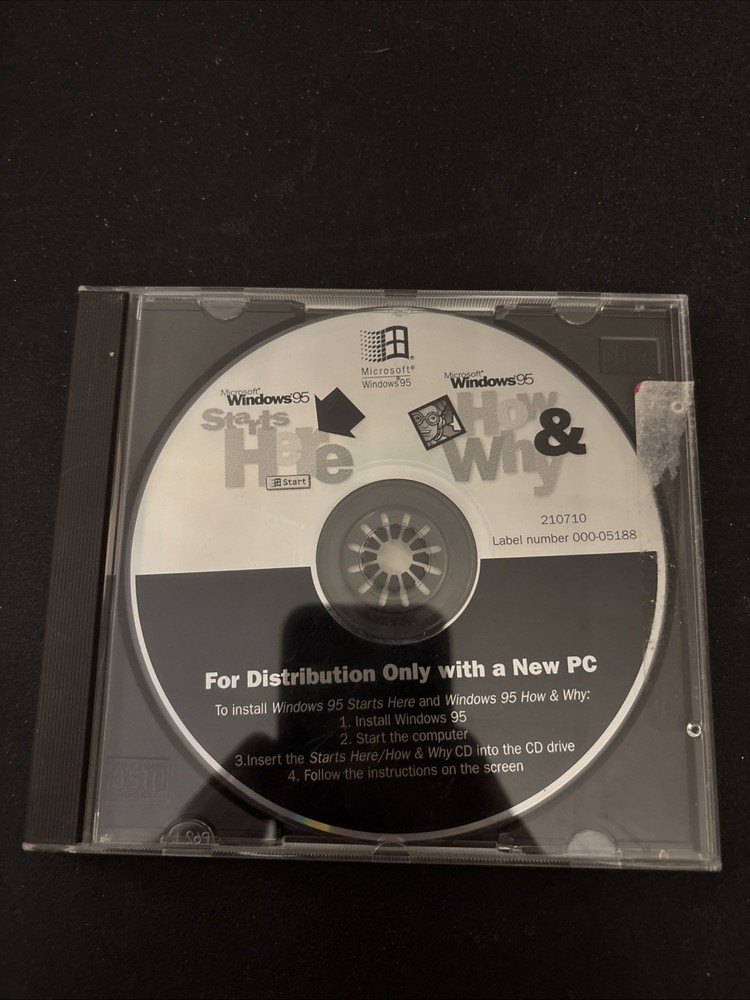 Microsoft®
Windows®95
Microsoft®
Windows®95
Starts
Here
Start
Microsoft®
Windows®95
How
&
Why
210710
Label number 000-05188
For Distribution Only with a New PC
To install Windows 95 Starts Here and Windows 95 How & Why:
1. Install Windows 95
2. Start the computer
3.Insert the Starts Here/How & Why CD into the CD drive
4. Follow the instructions on the screen